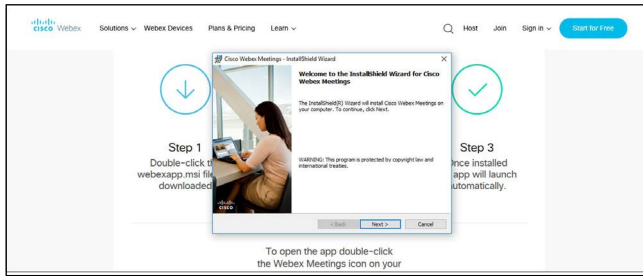 CISCO Webex
Solutions
Webex Devices
Plans & Pricing
Learn
Host
Join
Sign in
Start for Free
Cisco Webex Meetings - InstallShield Wizard
Welcome to the InstallShield Wizard for Cisco
Webex Meetings
The InstallShield(R) Wizard will install Cisco Webex Meetings on
your computer. To continue, click Next.
WARNING: This program is protected by copyright law and
international treaties.
CISCO
< Back
Next >
Cancel
Step 1
Double-click t
webexapp.msi fil
downloaded
Step 3
nce installed
app will launch
utomatically.
To open the app double-click
the Webex Meetings icon on your